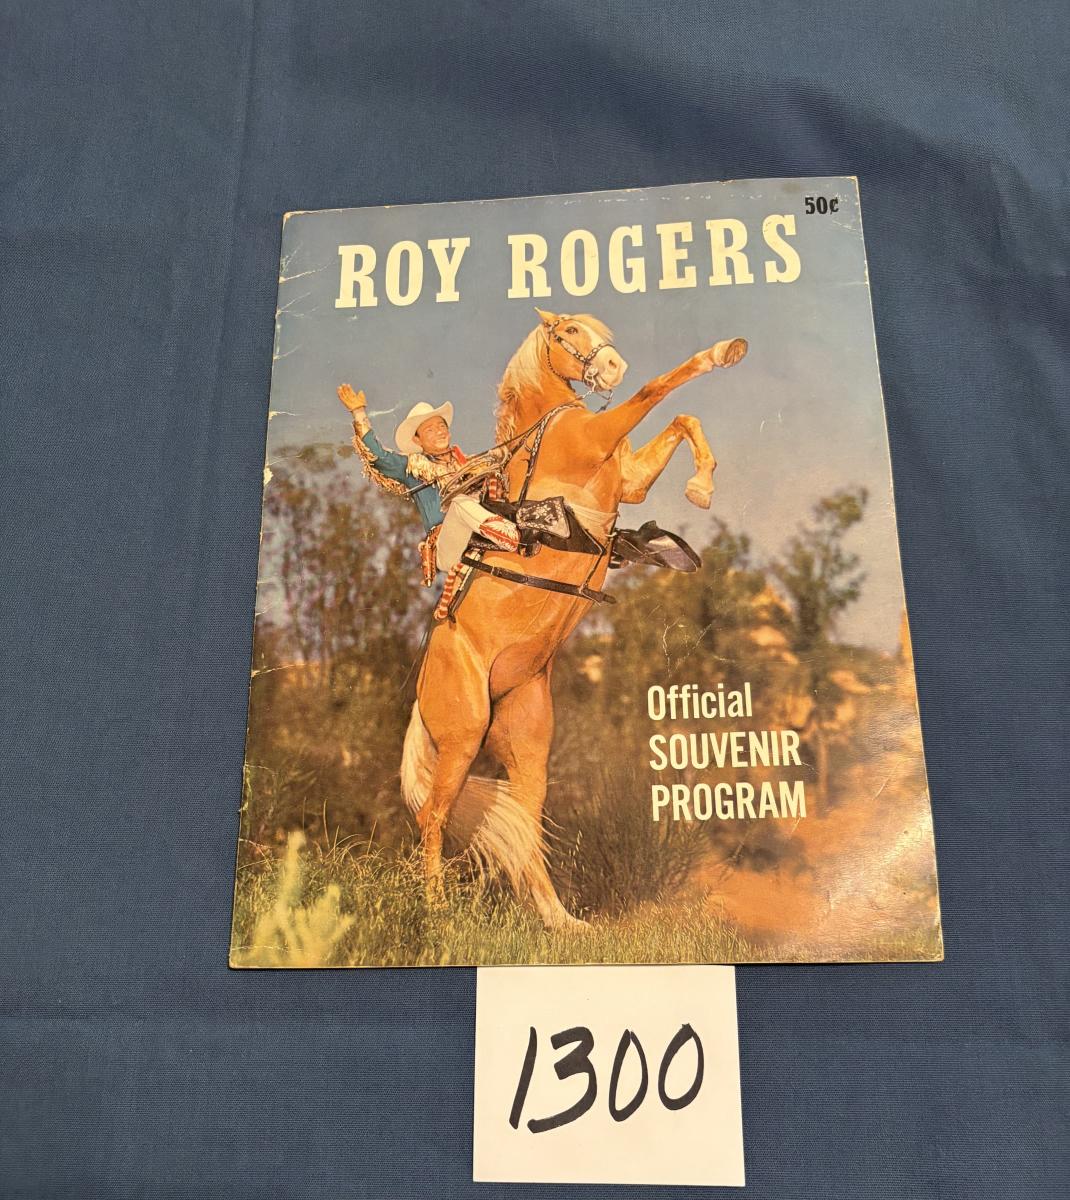 50¢
ROY ROGERS
Official
SOUVENIR
PROGRAM
1300